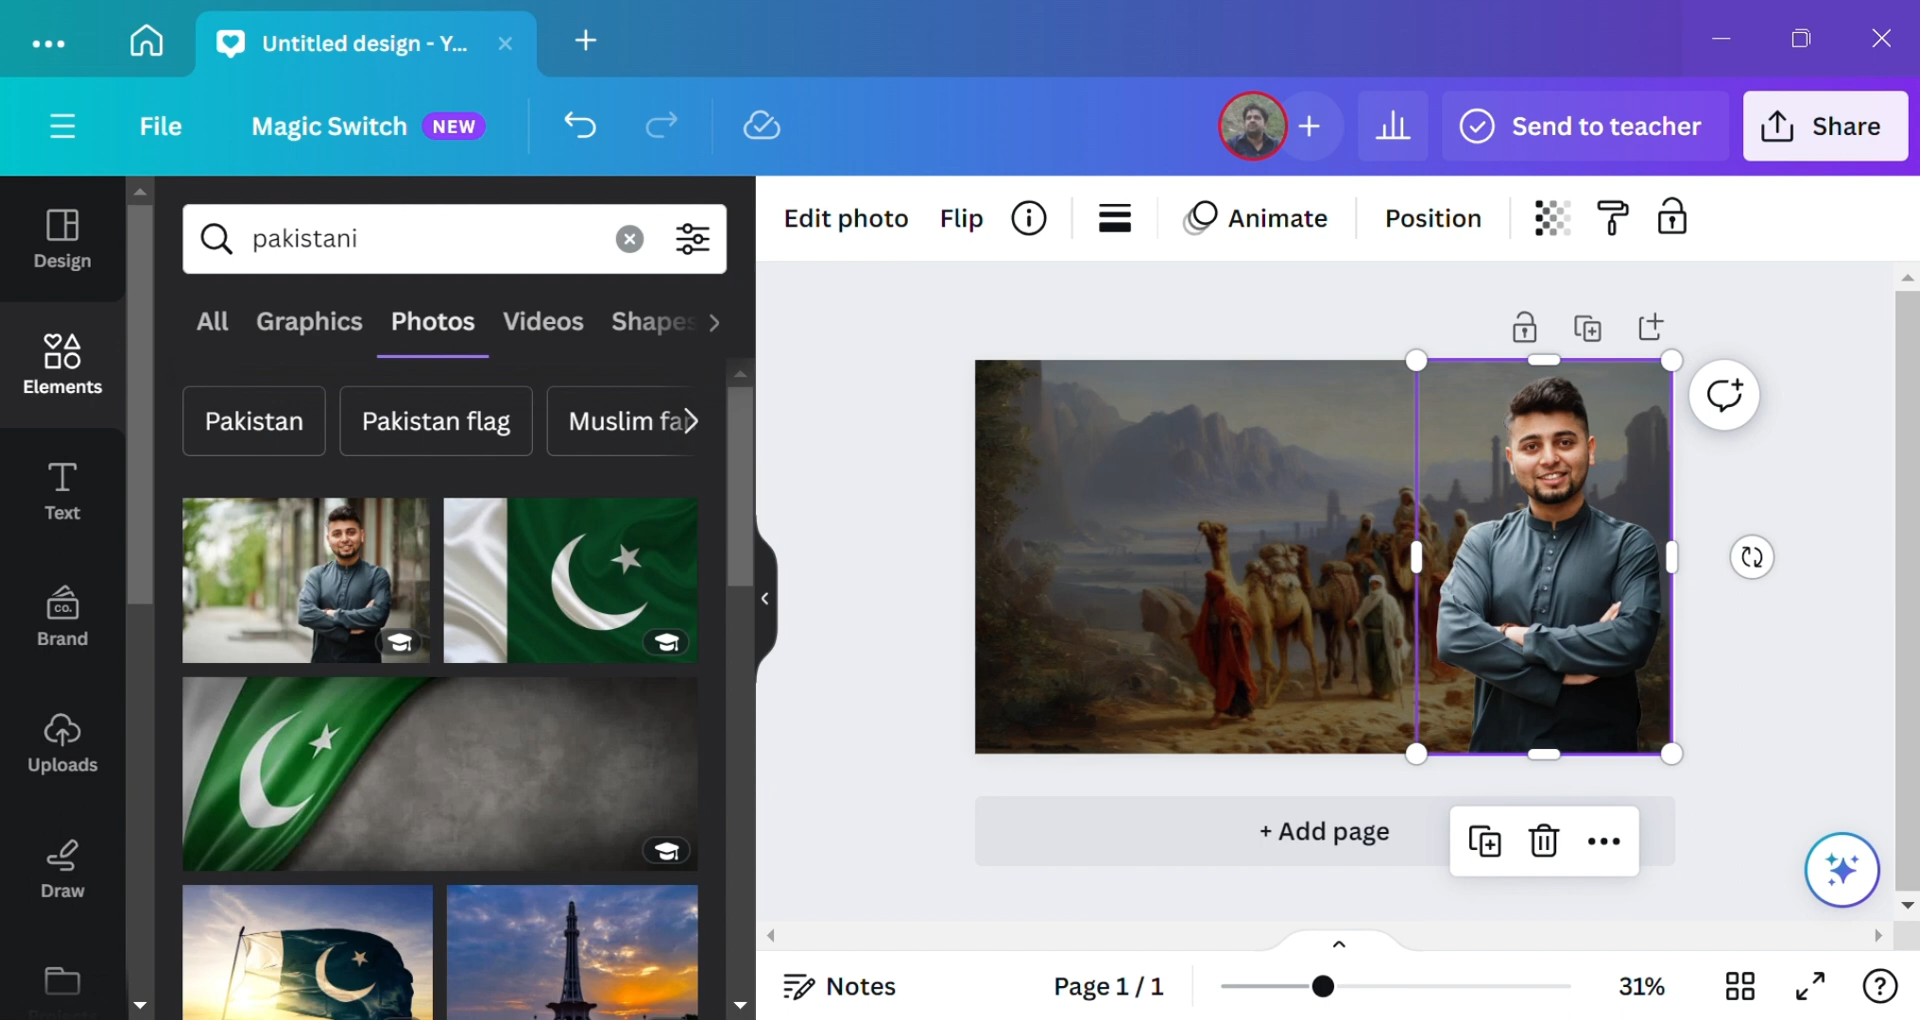 Untitled design - Y...
File
Magic Switch NEW
Send to teacher
Share
Design
Elements
Text
Brand
CO.
Uploads
Draw
pakistani
All Graphics Photos Videos Shapes
Pakistan Pakistan flag Muslim fa
Edit photo Flip Animate Position
+ Add page
Notes
Page 1 / 1
31%